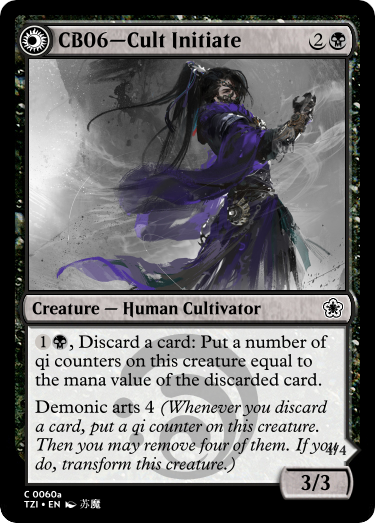 CB06—Cult Initiate
2
Creature — Human Cultivator
1, Discard a card: Put a number of
qi counters on this creature equal to
the mana value of the discarded card.
Demonic arts 4 (Whenever you discard
a card, put a qi counter on this creature.
Then you may remove four of them. If you
do, transform this creature.)
4/4
3/3
C 0060a
TZI • EN 苏魔